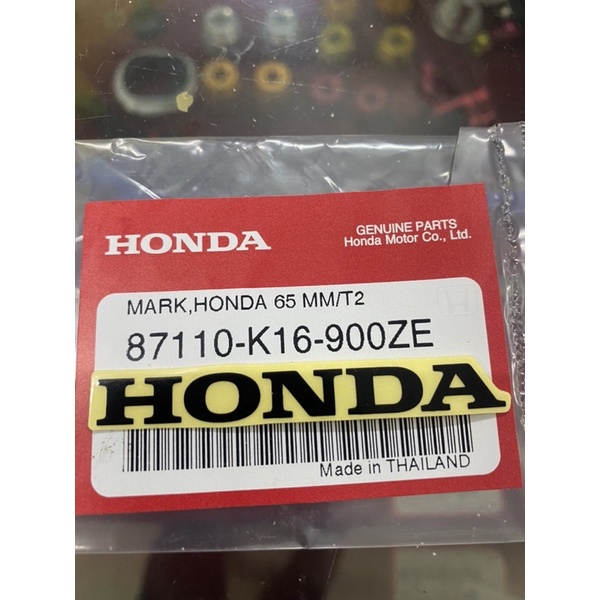 HONDA
GENUINE PARTS
Honda Motor Co., Ltd.
MARK,HONDA 65 MM/T2
87110-K16-900ZE
HONDA
Made in THAILAND